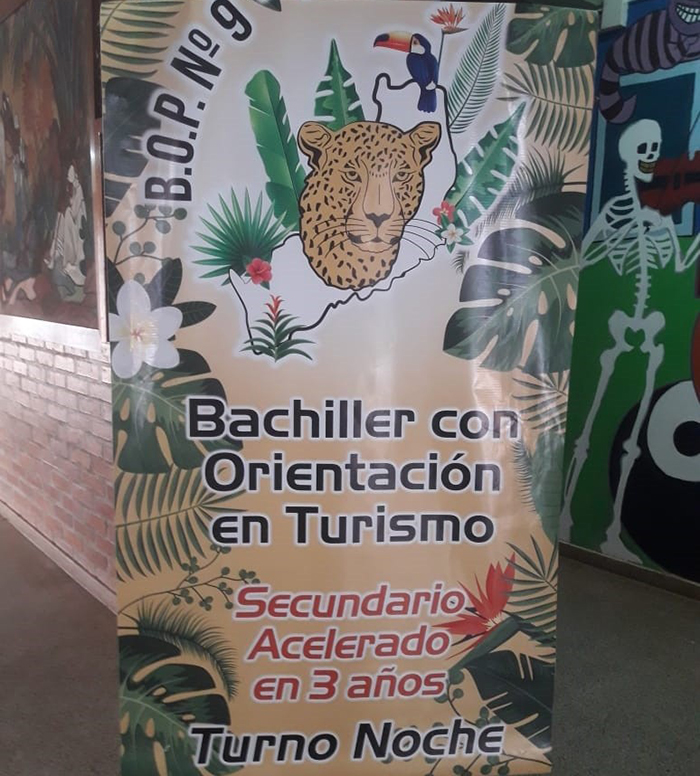 B.O.P. Nº 9
Bachiller con
Orientación
en Turismo
Secundario
Acelerado
en 3 años
Turno Noche